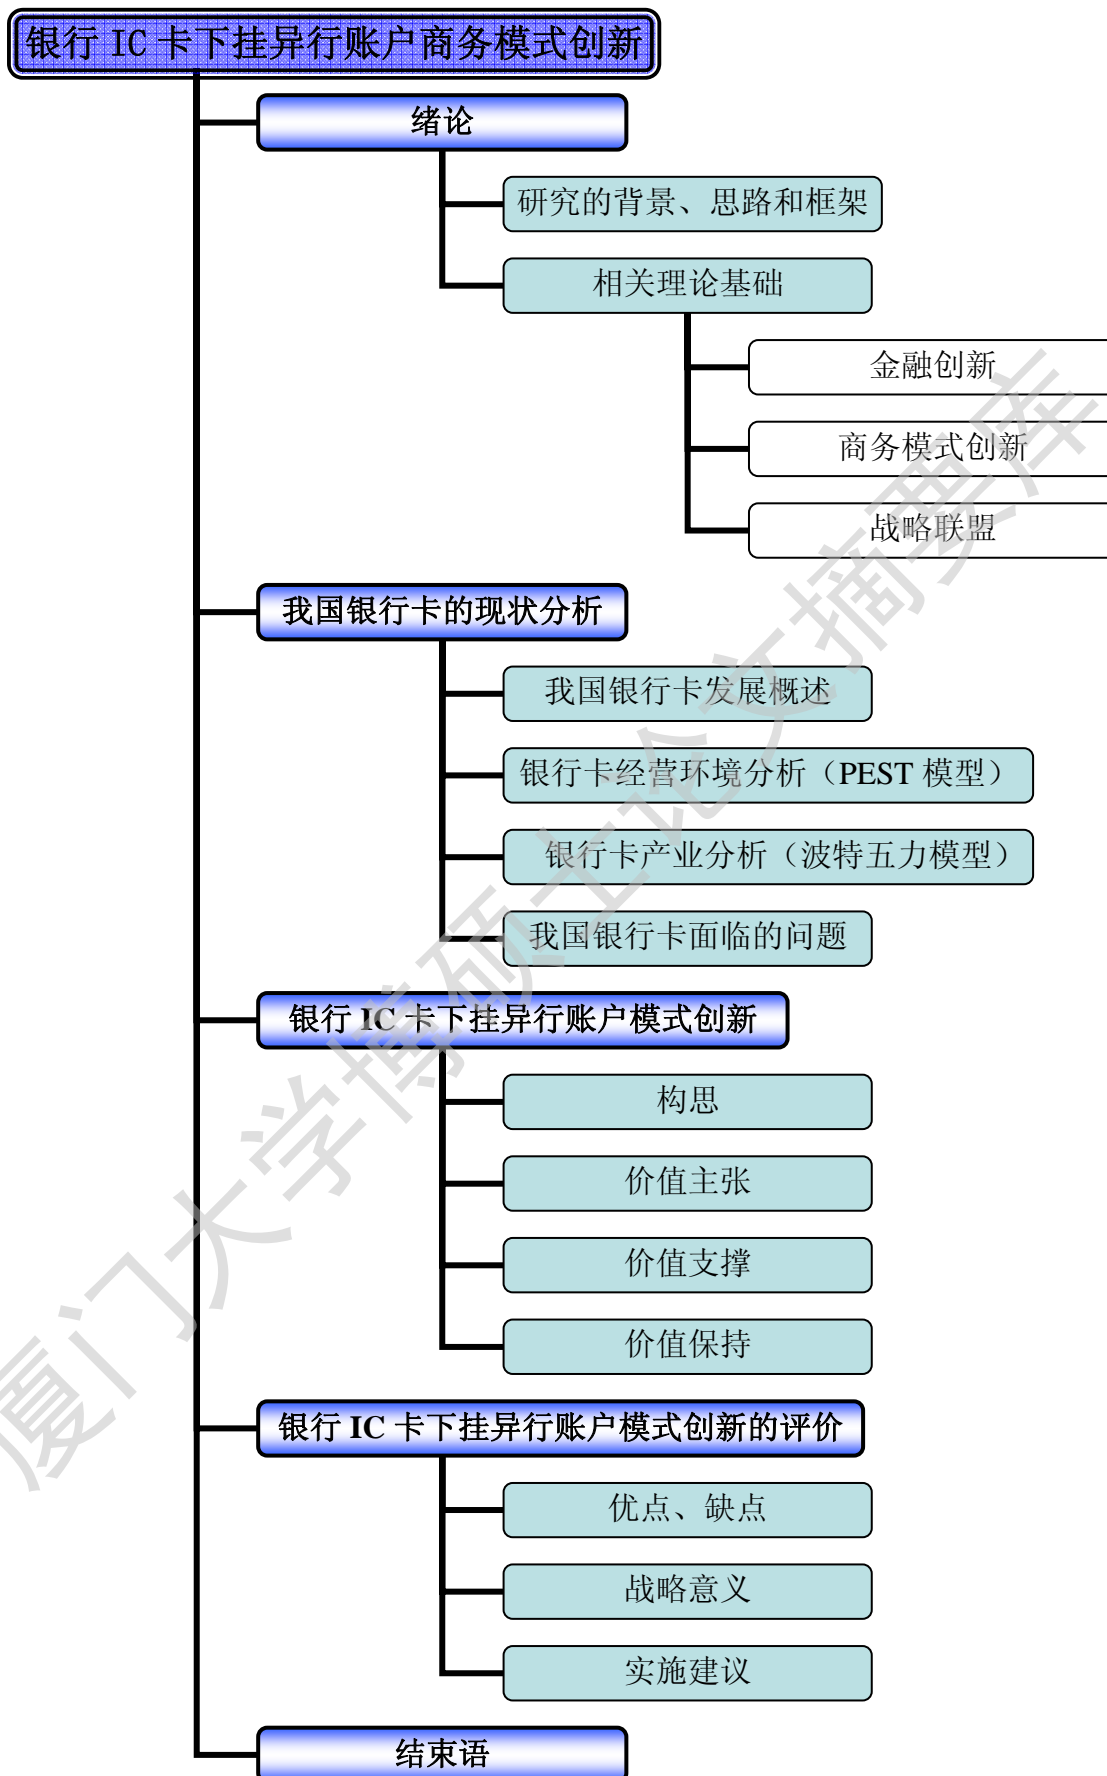 银行 IC 卡下挂异行账户商务模式创新
绪论
研究的背景、思路和框架
相关理论基础
金融创新
商务模式创新
战略联盟
我国银行卡的现状分析
我国银行卡发展概述
银行卡经营环境分析（PEST 模型）
银行卡产业分析（波特五力模型）
我国银行卡面临的问题
银行 IC 卡下挂异行账户模式创新
构思
价值主张
价值支撑
价值保持
银行 IC 卡下挂异行账户模式创新的评价
优点、缺点
战略意义
实施建议
结束语
厦门大学博硕士论文摘要库